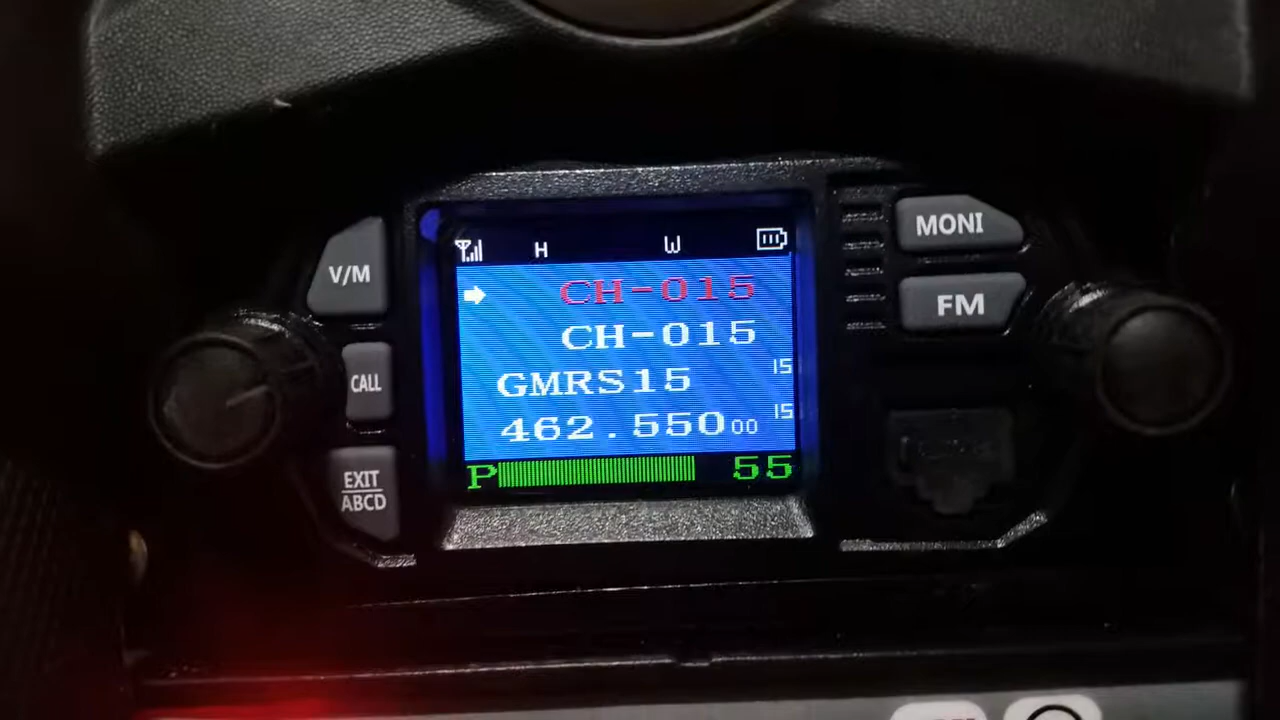 H W
V/M
CALL
EXIT
ABCD
CH-015
CH-015
GMRS15 15
462.55000 15
P 55
MONI
FM